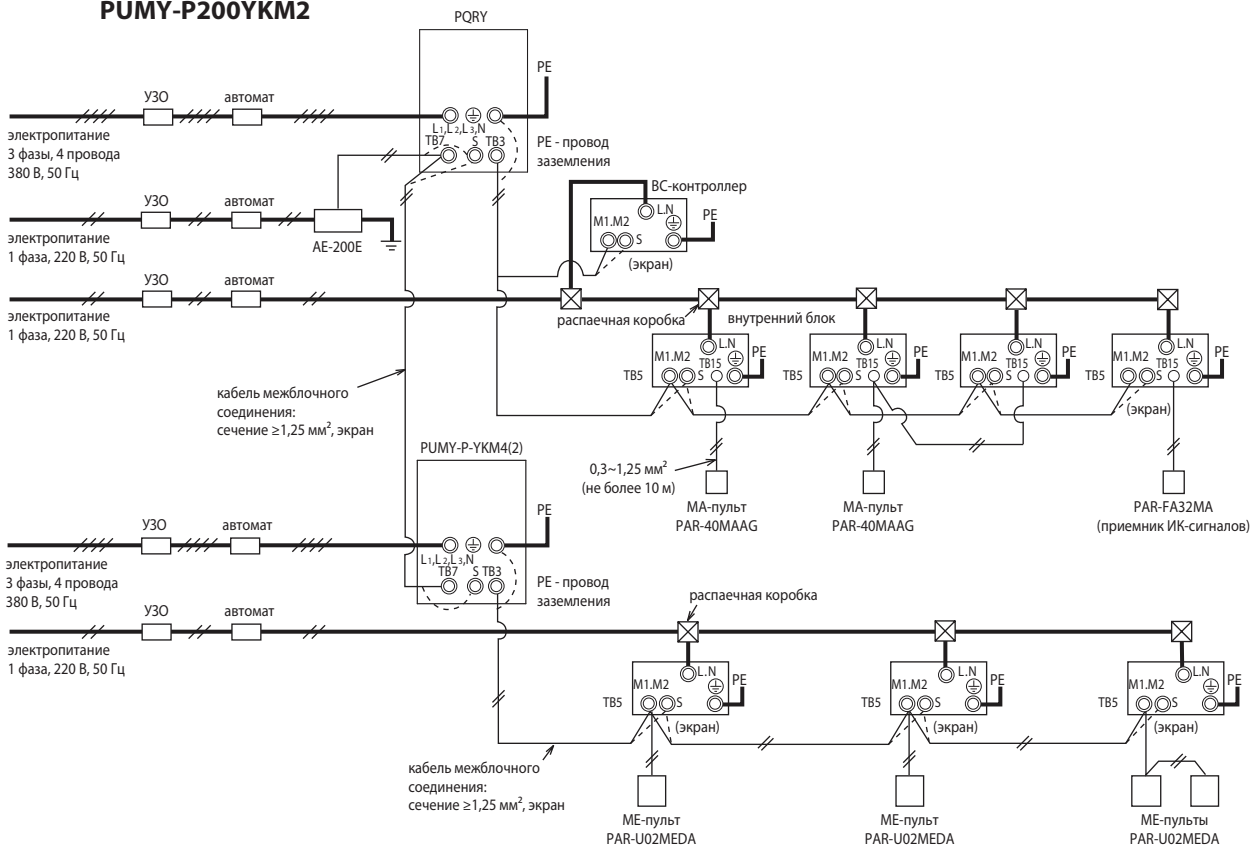 PUMY-P200YKM2
PQRY
PE
УЗО
автомат
L1,L2,L3,N
TB7
S
TB3
электропитание
3 фазы, 4 провода
380 В, 50 Гц
PE - провод
заземления
УЗО
автомат
AE-200E
электропитание
1 фаза, 220 В, 50 Гц
BC-контроллер
L.N
M1.M2
S
PE
(экран)
УЗО
автомат
электропитание
1 фаза, 220 В, 50 Гц
распаечная коробка
внутренний блок
L.N
M1.M2
PE
TB5
S
TB15
L.N
M1.M2
PE
TB5
S
TB15
L.N
M1.M2
PE
TB5
S
TB15
L.N
M1.M2
PE
TB5
S
TB15
(экран)
кабель межблочного
соединения:
сечение ≥1,25 мм², экран
0,3~1,25 мм²
(не более 10 м)
MA-пульт
PAR-40MAAG
MA-пульт
PAR-40MAAG
PAR-FA32MA
(приемник ИК-сигналов)
PUMY-P-YKM4(2)
PE
УЗО
автомат
L1,L2,L3,N
TB7
S
TB3
электропитание
3 фазы, 4 провода
380 В, 50 Гц
PE - провод
заземления
УЗО
автомат
электропитание
1 фаза, 220 В, 50 Гц
распаечная коробка
L.N
M1.M2
PE
TB5
S
(экран)
L.N
M1.M2
PE
TB5
S
(экран)
L.N
M1.M2
PE
TB5
S
(экран)
кабель межблочного
соединения:
сечение ≥1,25 мм², экран
ME-пульт
PAR-U02MEDA
ME-пульт
PAR-U02MEDA
ME-пульты
PAR-U02MEDA